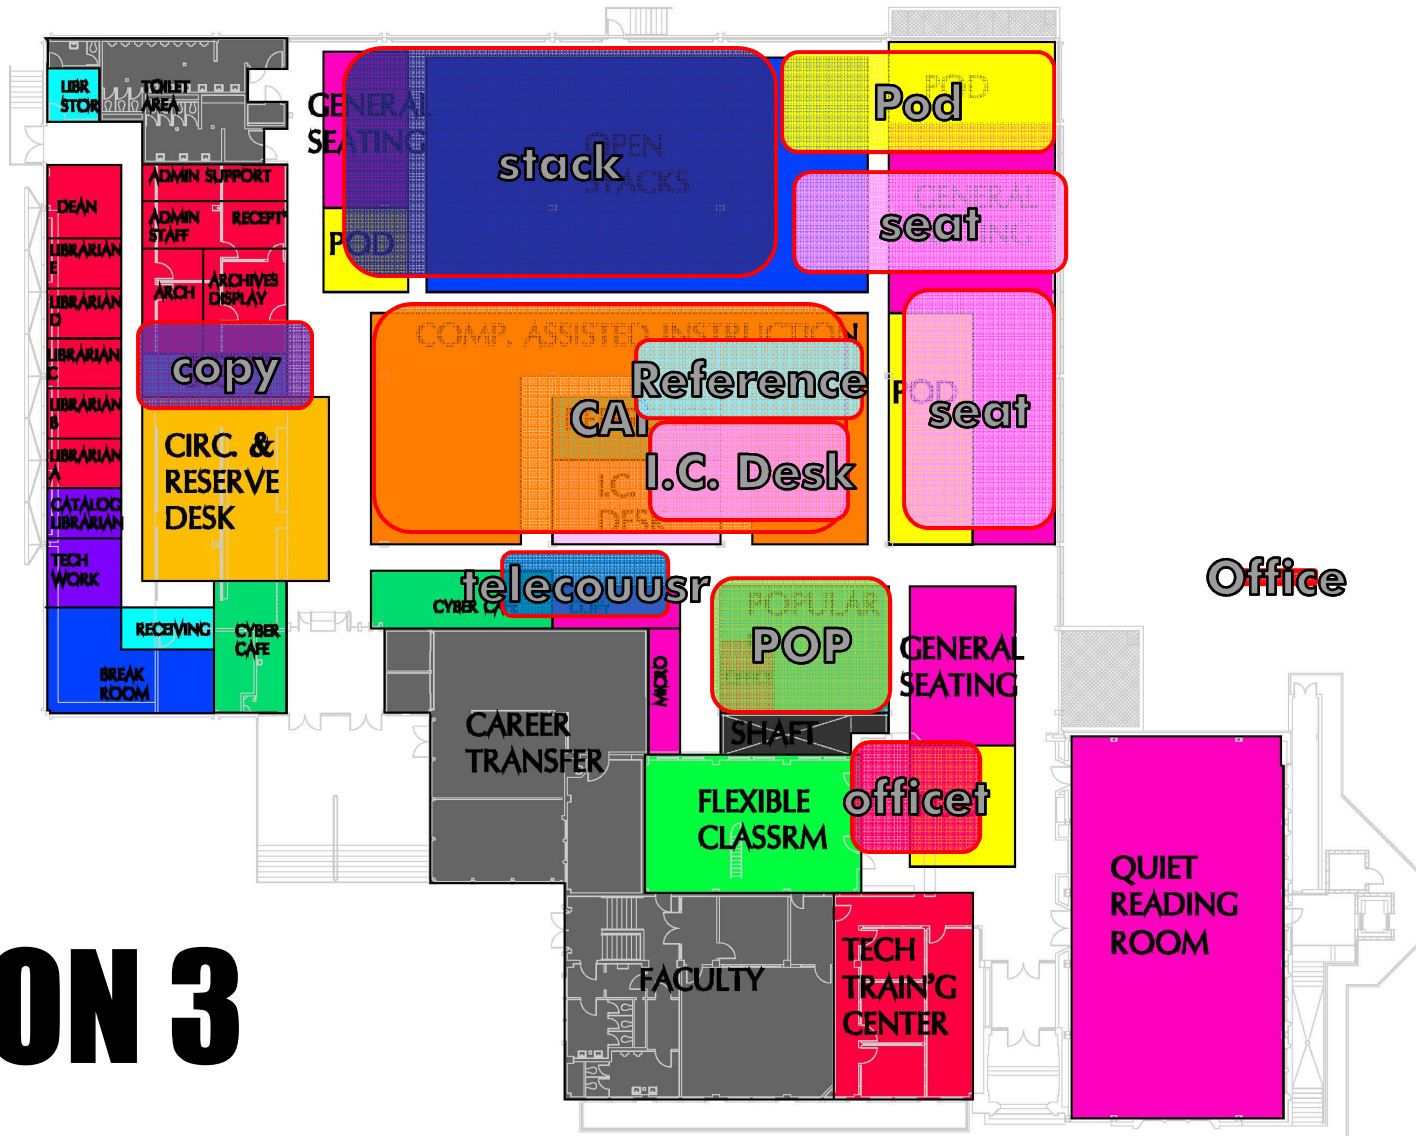 LIBR
STOR
TOILET
AREA
GENERAL
SEATING
OPEN
STACKS
stack
POD
Pod
ADMIN SUPPORT
DEAN
ADMIN
STAFF
RECEPT'
GENERAL
seat
POD
LIBRARIAN
E
ARCHIVES
DISPLAY
ARCH
LIBRARIAN
D
COMP. ASSISTED INSTRUCTION
LIBRARIAN
C
copy
Reference
CAI
POD
seat
LIBRARIAN
B
CIRC. &
RESERVE
DESK
LIBRARIAN
A
I.C. Desk
I.C.
DESK
CATALOG
LIBRARIAN
TECH
WORK
telecouusr
CYBER CAFE
COPY
POPULAR
POP
Office
RECEIVING
CYBER
CAFE
GENERAL
SEATING
BREAK
ROOM
MICRO
CAREER
TRANSFER
SHAFT
FLEXIBLE
CLASSRM
officet
QUIET
READING
ROOM
FACULTY
TECH
TRAIN'G
CENTER
ON 3